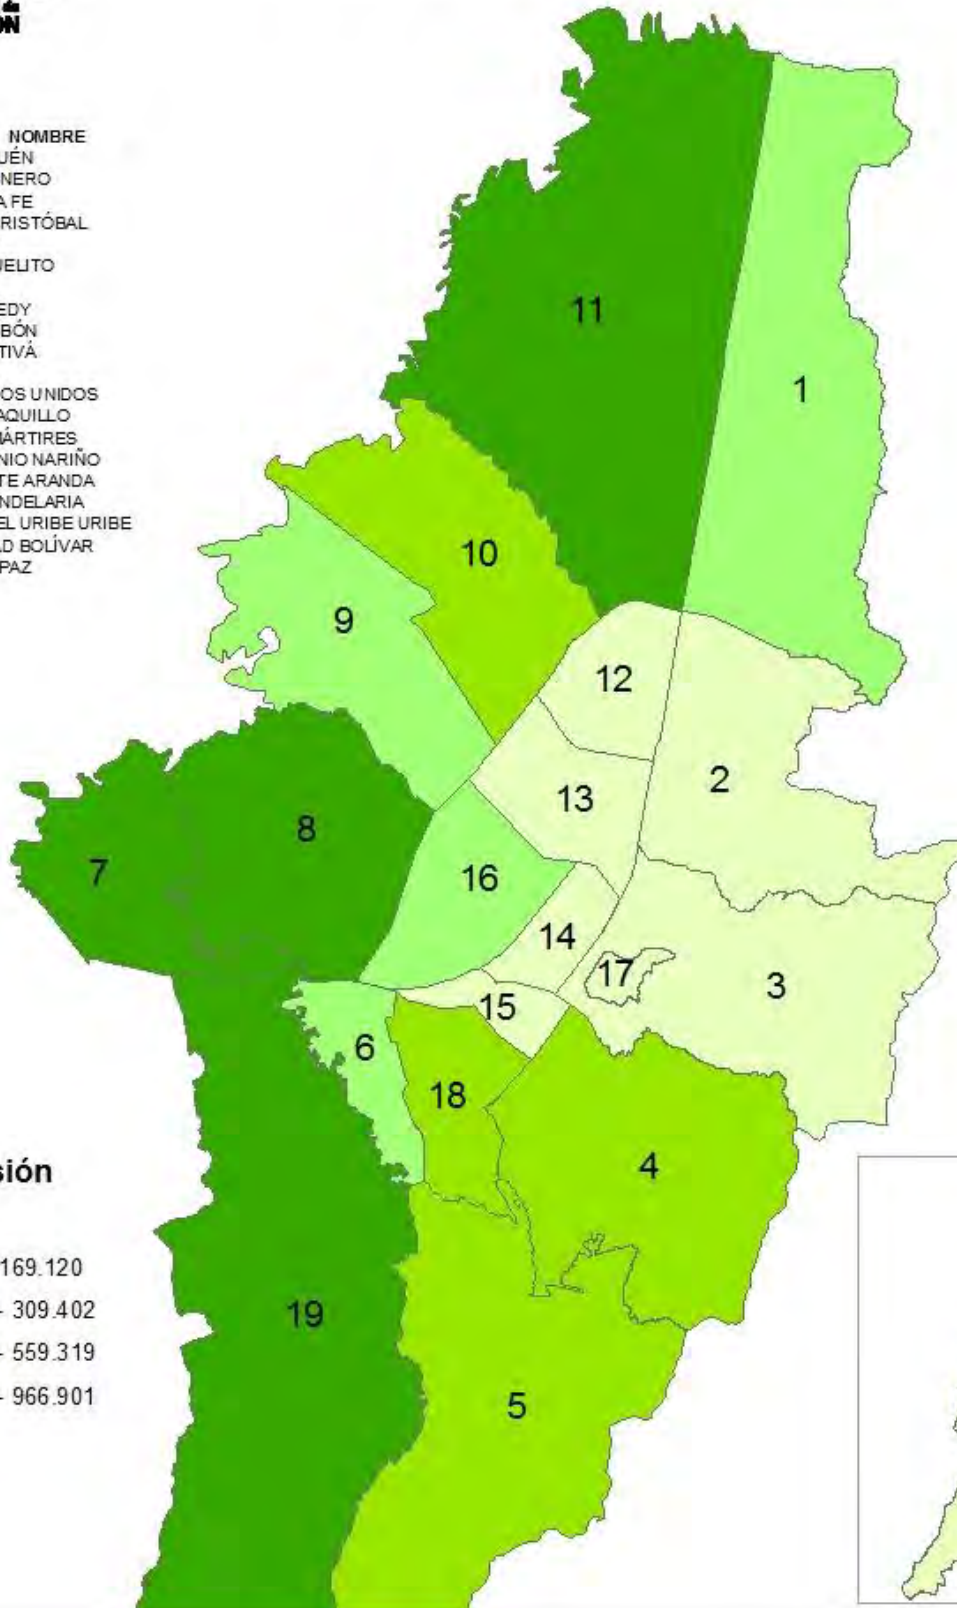 NOMBRE
UÉN
NERO
A FE
RISTÓBAL
UELITO
EDY
BÓN
TIVÁ
OS UNIDOS
AQUILLO
MÁRTIRES
NIO NARIÑO
TE ARANDA
NDELARIA
EL URIBE URIBE
AD BOLÍVAR
PAZ
11
1
10
9
12
2
13
8
7
16
14
17
3
15
6
18
4
sión
169.120
- 309.402
19
- 559.319
- 966.901
5